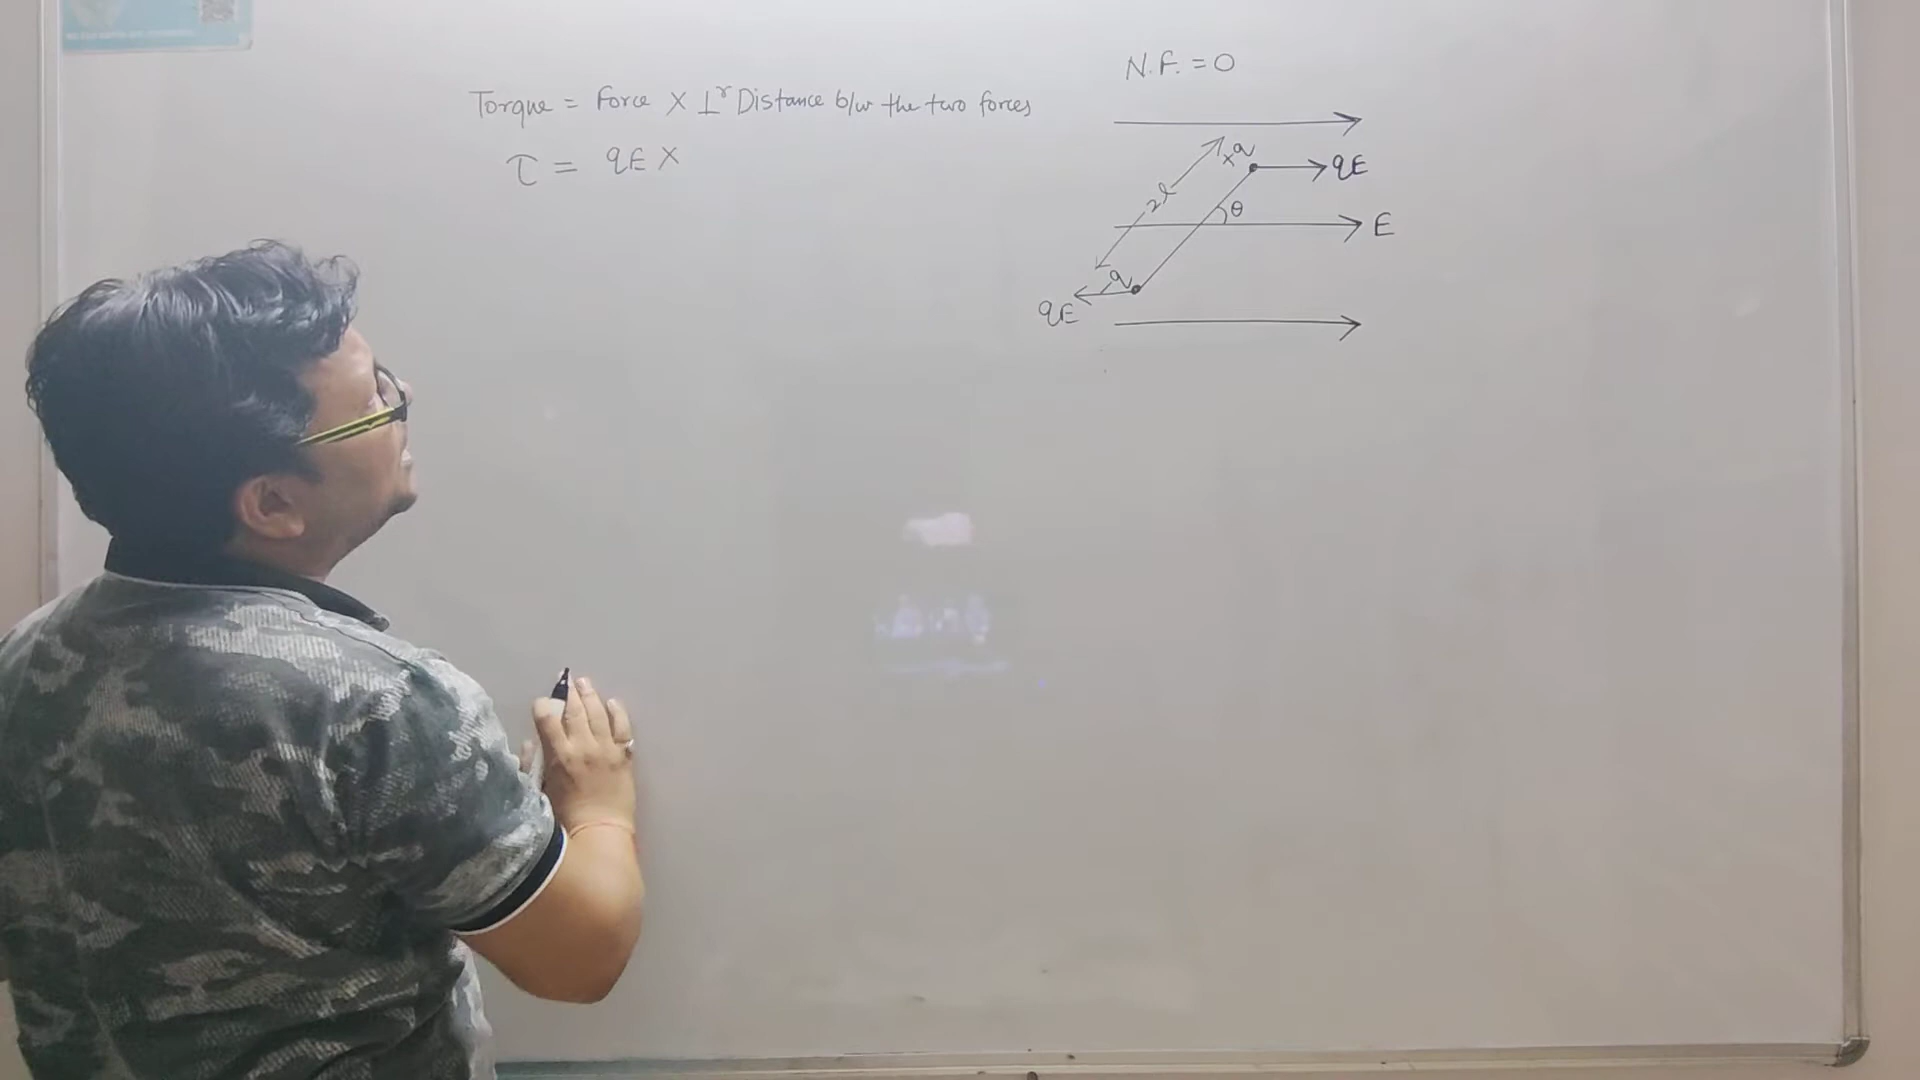 N.F. = 0
Torque = Force × ⊥ʳ Distance b/w the two forces
τ = qE ×
+q
qE
2l
θ
E
-q
qE